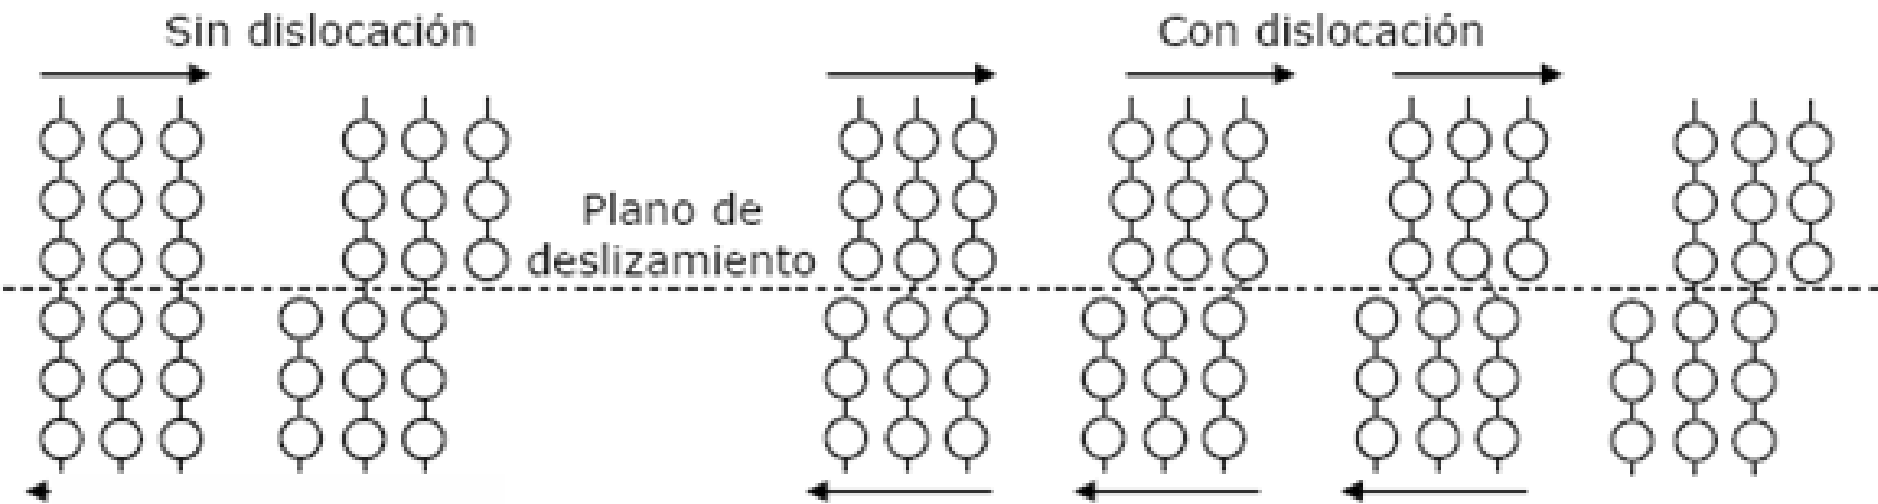 Sin dislocación
Con dislocación
Plano de
deslizamiento